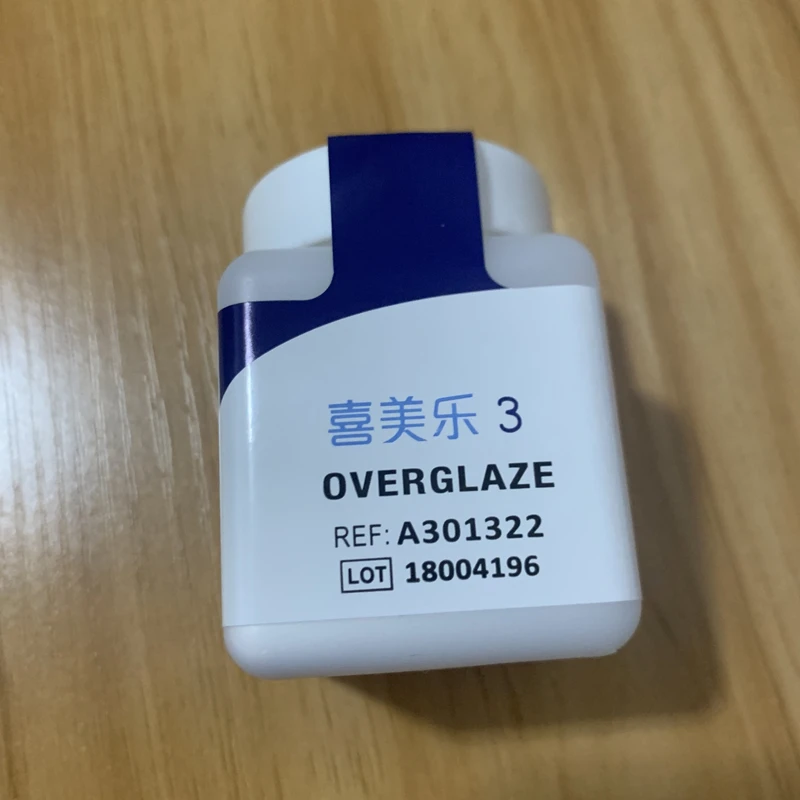 喜美乐 3
OVERGLAZE
REF: A301322
LOT 18004196